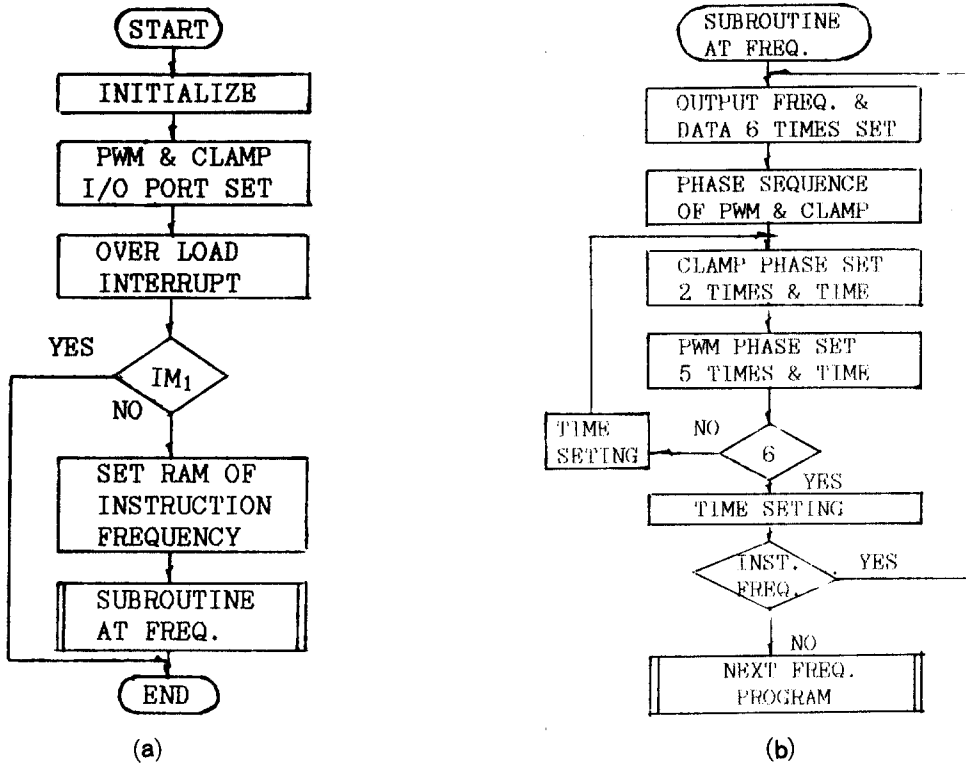 START
INITIALIZE
PWM & CLAMP
I/O PORT SET
OVER LOAD
INTERRUPT
YES
IM₁
NO
SET RAM OF
INSTRUCTION
FREQUENCY
SUBROUTINE
AT FREQ.
END
(a)
SUBROUTINE
AT FREQ.
OUTPUT FREQ. &
DATA 6 TIMES SET
PHASE SEQUENCE
OF PWM & CLAMP
CLAMP PHASE SET
2 TIMES & TIME
PWM PHASE SET
5 TIMES & TIME
TIME
SETING
NO
6
YES
TIME SETING
INST.
FREQ.
YES
NO
NEXT FREQ.
PROGRAM
(b)